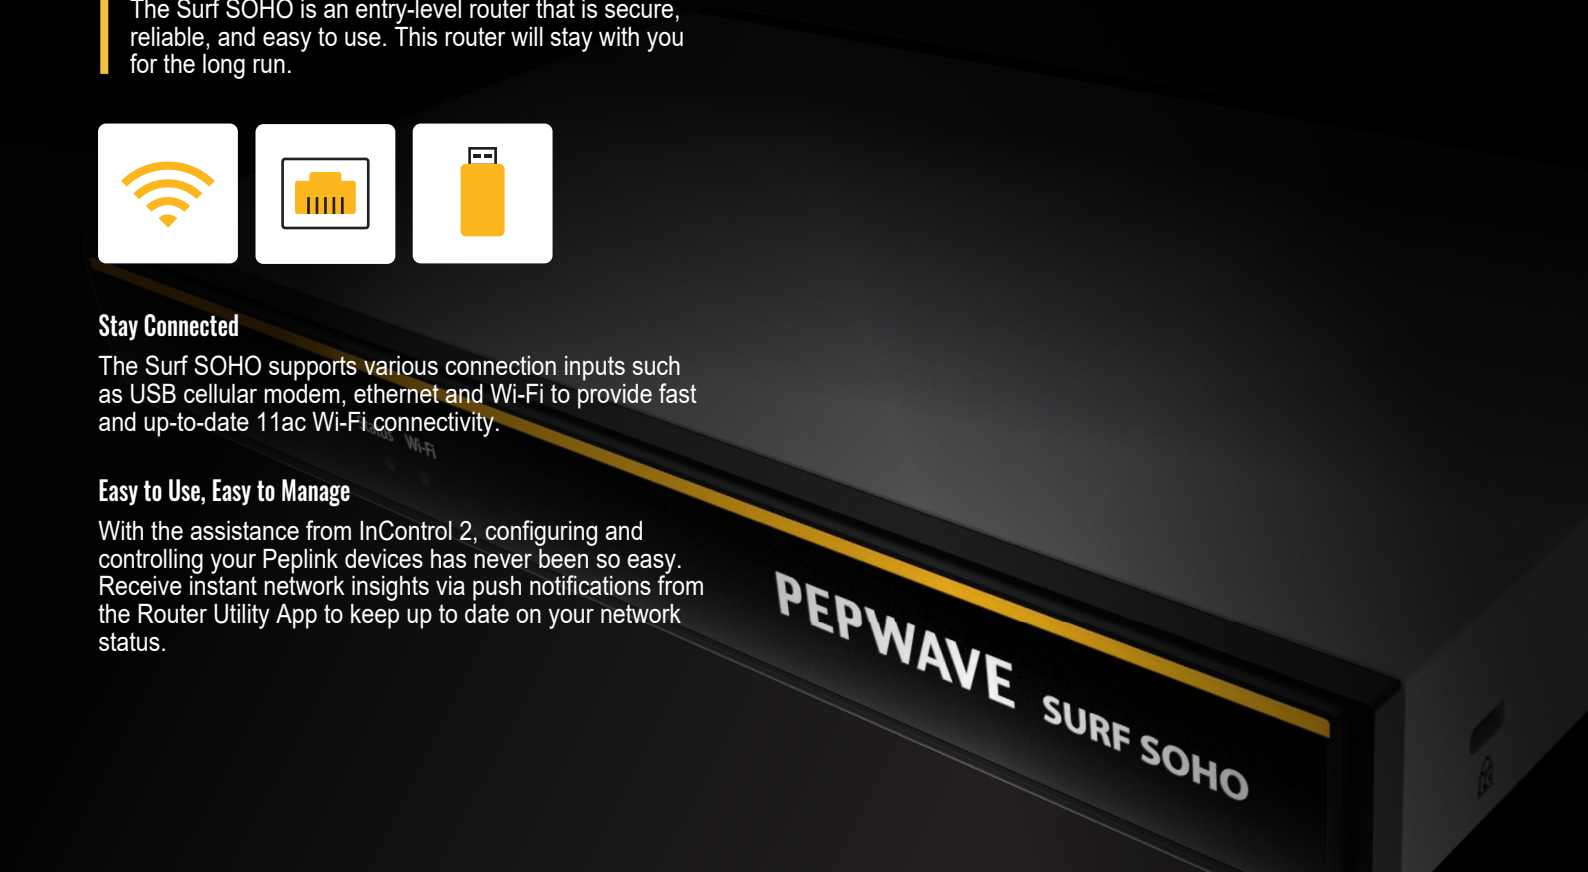 The Surf SOHO is an entry-level router that is secure,
reliable, and easy to use. This router will stay with you
for the long run.
Stay Connected
The Surf SOHO supports various connection inputs such
as USB cellular modem, ethernet and Wi-Fi to provide fast
and up-to-date 11ac Wi-Fi connectivity.
Status Wi-Fi
Easy to Use, Easy to Manage
With the assistance from InControl 2, configuring and
controlling your Peplink devices has never been so easy.
Receive instant network insights via push notifications from
the Router Utility App to keep up to date on your network
status.
PEPWAVE SURF SOHO